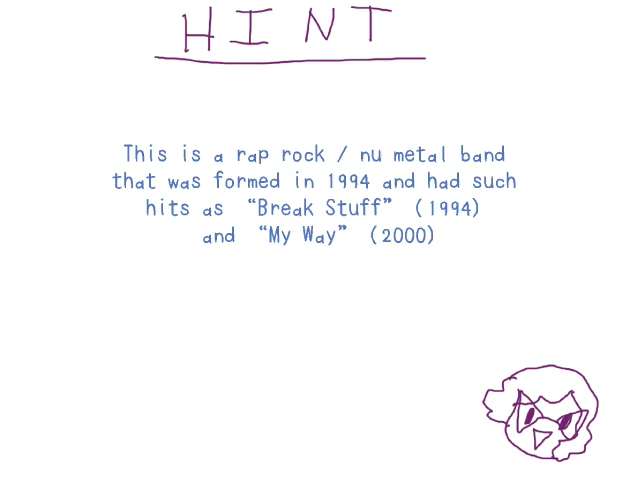 HINT
This is a rap rock / nu metal band
that was formed in 1994 and had such
hits as “Break Stuff” (1994)
and “My Way” (2000)